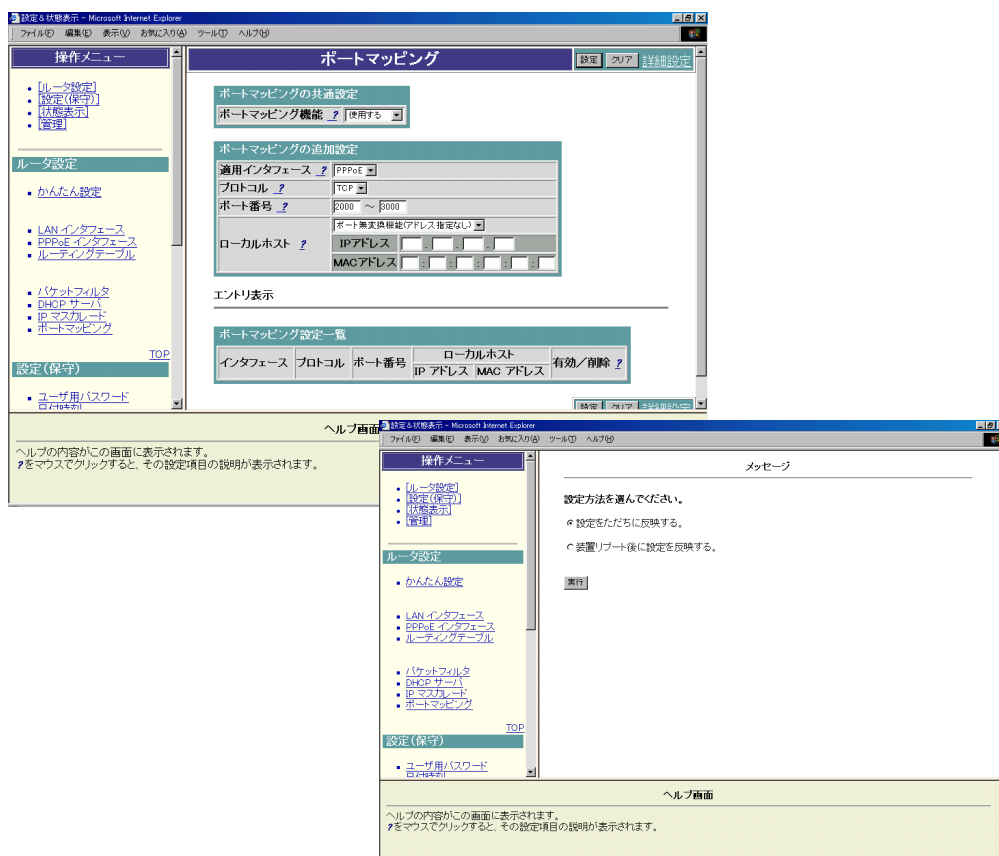 設定＆状態表示 - Microsoft Internet Explorer
ファイル(F) 編集(E) 表示(V) お気に入り(A) ツール(T) ヘルプ(H)
操作メニュー
[ルータ設定]
[設定(保守)]
[状態表示]
[管理]
ルータ設定
かんたん設定
LAN インタフェース
PPPoE インタフェース
ルーティングテーブル
パケットフィルタ
DHCP サーバ
IP マスカレード
ポートマッピング
TOP
設定(保守)
ユーザ用パスワード
日付時刻
ポートマッピング
設定 クリア 詳細設定
ポートマッピングの共通設定
ポートマッピング機能 ? 使用する
ポートマッピングの追加設定
適用インタフェース ? PPPoE
プロトコル ? TCP
ポート番号 ? 2000 ～ 3000
ローカルホスト ? ポート無変換機能(アドレス指定なし)
IPアドレス . . .
MACアドレス : : : : :
エントリ表示
ポートマッピング設定一覧
インタフェース プロトコル ポート番号 ローカルホスト 有効／削除 ?
IP アドレス MAC アドレス
設定 クリア 詳細設定
ヘルプ画面
ヘルプの内容がこの画面に表示されます。
?をマウスでクリックすると、その設定項目の説明が表示されます。
設定＆状態表示 - Microsoft Internet Explorer
ファイル(F) 編集(E) 表示(V) お気に入り(A) ツール(T) ヘルプ(H)
操作メニュー
[ルータ設定]
[設定(保守)]
[状態表示]
[管理]
ルータ設定
かんたん設定
LAN インタフェース
PPPoE インタフェース
ルーティングテーブル
パケットフィルタ
DHCP サーバ
IP マスカレード
ポートマッピング
TOP
設定(保守)
ユーザ用パスワード
日付時刻
メッセージ
設定方法を選んでください。
設定をただちに反映する。
装置リブート後に設定を反映する。
実行
ヘルプ画面
ヘルプの内容がこの画面に表示されます。
?をマウスでクリックすると、その設定項目の説明が表示されます。